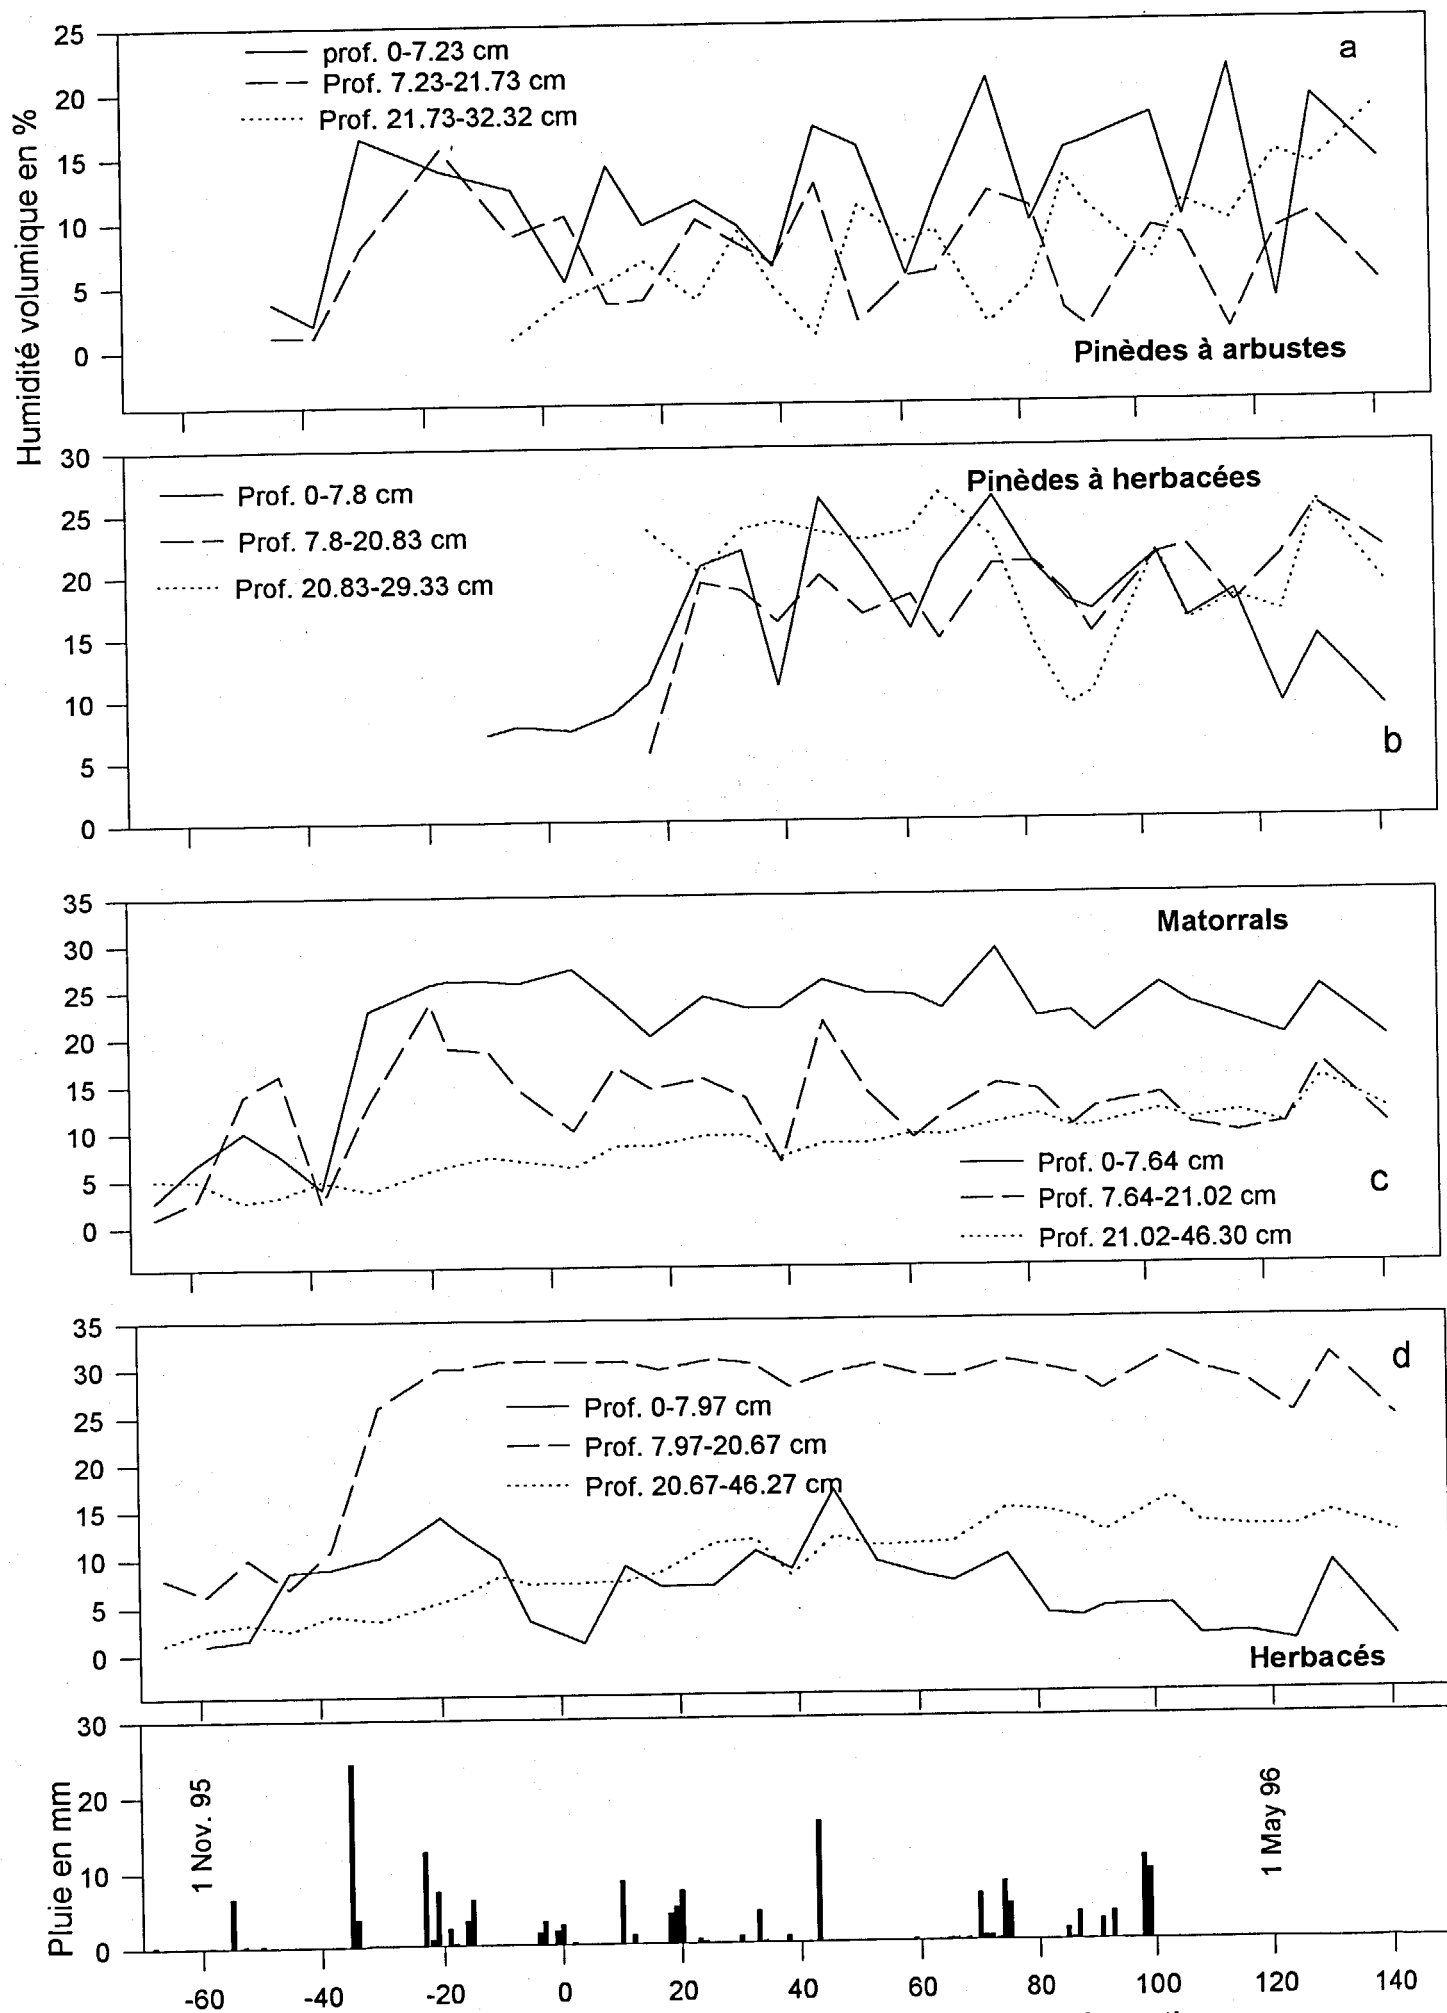 Humidité volumique en %
25
20
15
10
5
0
prof. 0-7.23 cm
Prof. 7.23-21.73 cm
Prof. 21.73-32.32 cm
a
Pinèdes à arbustes
30
25
20
15
10
5
0
Prof. 0-7.8 cm
Prof. 7.8-20.83 cm
Prof. 20.83-29.33 cm
Pinèdes à herbacées
b
35
30
25
20
15
10
5
0
Matorrals
Prof. 0-7.64 cm
Prof. 7.64-21.02 cm
Prof. 21.02-46.30 cm
c
35
30
25
20
15
10
5
0
d
Prof. 0-7.97 cm
Prof. 7.97-20.67 cm
Prof. 20.67-46.27 cm
Herbacés
Pluie en mm
30
20
10
0
1 Nov. 95
1 May 96
-60 -40 -20 0 20 40 60 80 100 120 140